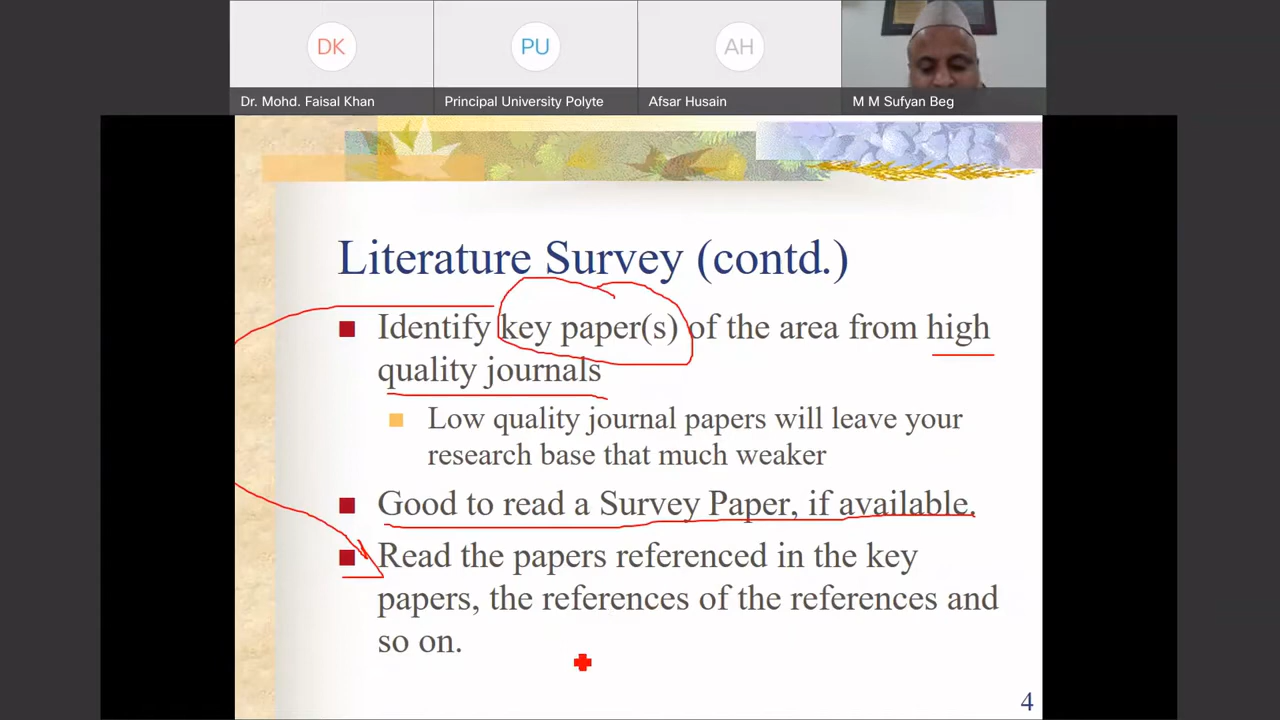 DK
PU
AH
Dr. Mohd. Faisal Khan
Principal University Polyte
Afsar Husain
M M Sufyan Beg
Literature Survey (contd.)
Identify key paper(s) of the area from high
quality journals
Low quality journal papers will leave your
research base that much weaker
Good to read a Survey Paper, if available.
Read the papers referenced in the key
papers, the references of the references and
so on.
4